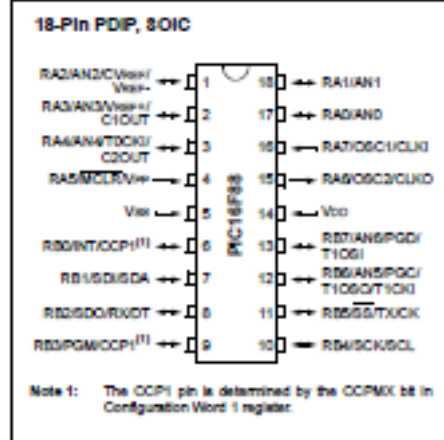 18-Pin PDIP, SOIC
RA2/AN2/CVREF/
VREF-
1
18
RA1/AN1
RA3/AN3/VREF+/
C1OUT
2
17
RA0/AN0
RA4/AN4/T0CKI/
C2OUT
3
16
RA7/OSC1/CLKI
RA5/MCLR/VPP
4
15
RA6/OSC2/CLKO
VSS
5
14
VDD
RB0/INT/CCP1(1)
6
13
RB7/AN6/PGD/
T1OSI
RB1/SDI/SDA
7
12
RB6/AN5/PGC/
T1OSO/T1CKI
RB2/SDO/RX/DT
8
11
RB5/SS/TX/CK
RB3/PGM/CCP1(1)
9
10
RB4/SCK/SCL
PIC16F88
Note 1: The CCP1 pin is determined by the CCPMX bit in
Configuration Word 1 register.